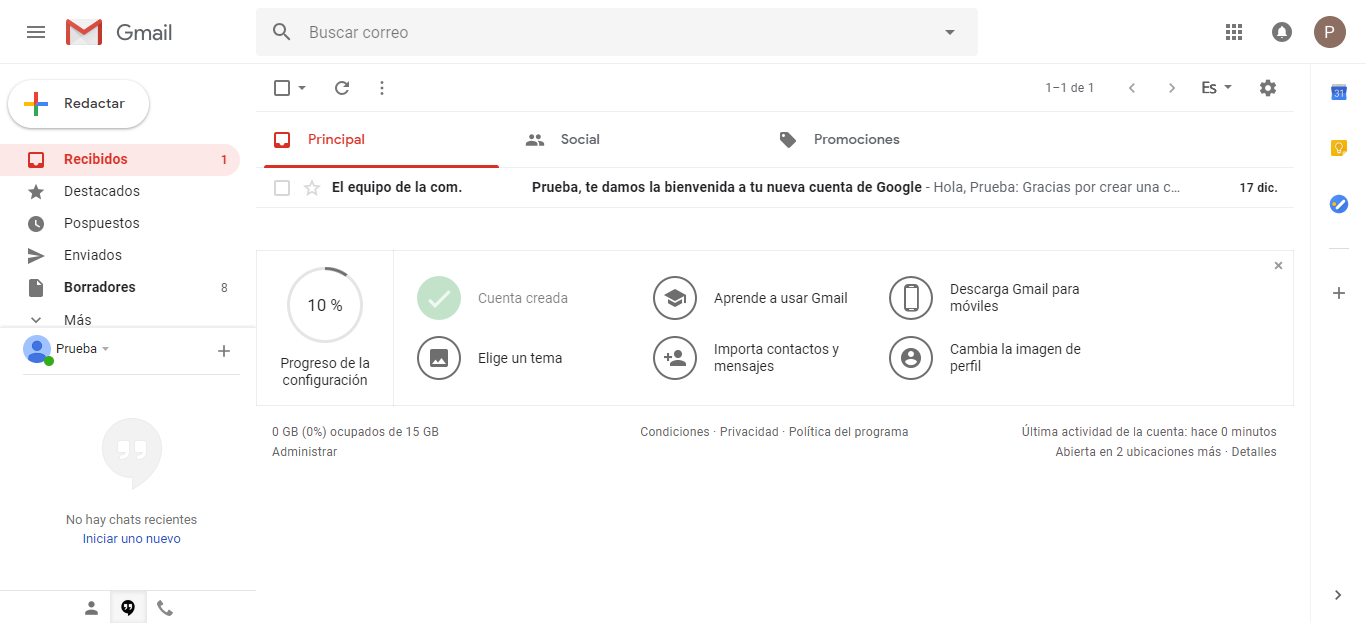 Gmail
Buscar correo
P
Redactar
1–1 de 1
Es
31
Principal
Social
Promociones
Recibidos 1
El equipo de la com. Prueba, te damos la bienvenida a tu nueva cuenta de Google - Hola, Prueba: Gracias por crear una c… 17 dic.
Destacados
Pospuestos
Enviados
Borradores 8
Más
Prueba
10 %
Progreso de la
configuración
Cuenta creada
Aprende a usar Gmail
Descarga Gmail para
móviles
Elige un tema
Importa contactos y
mensajes
Cambia la imagen de
perfil
0 GB (0%) ocupados de 15 GB
Administrar
Condiciones · Privacidad · Política del programa
Última actividad de la cuenta: hace 0 minutos
Abierta en 2 ubicaciones más · Detalles
No hay chats recientes
Iniciar uno nuevo